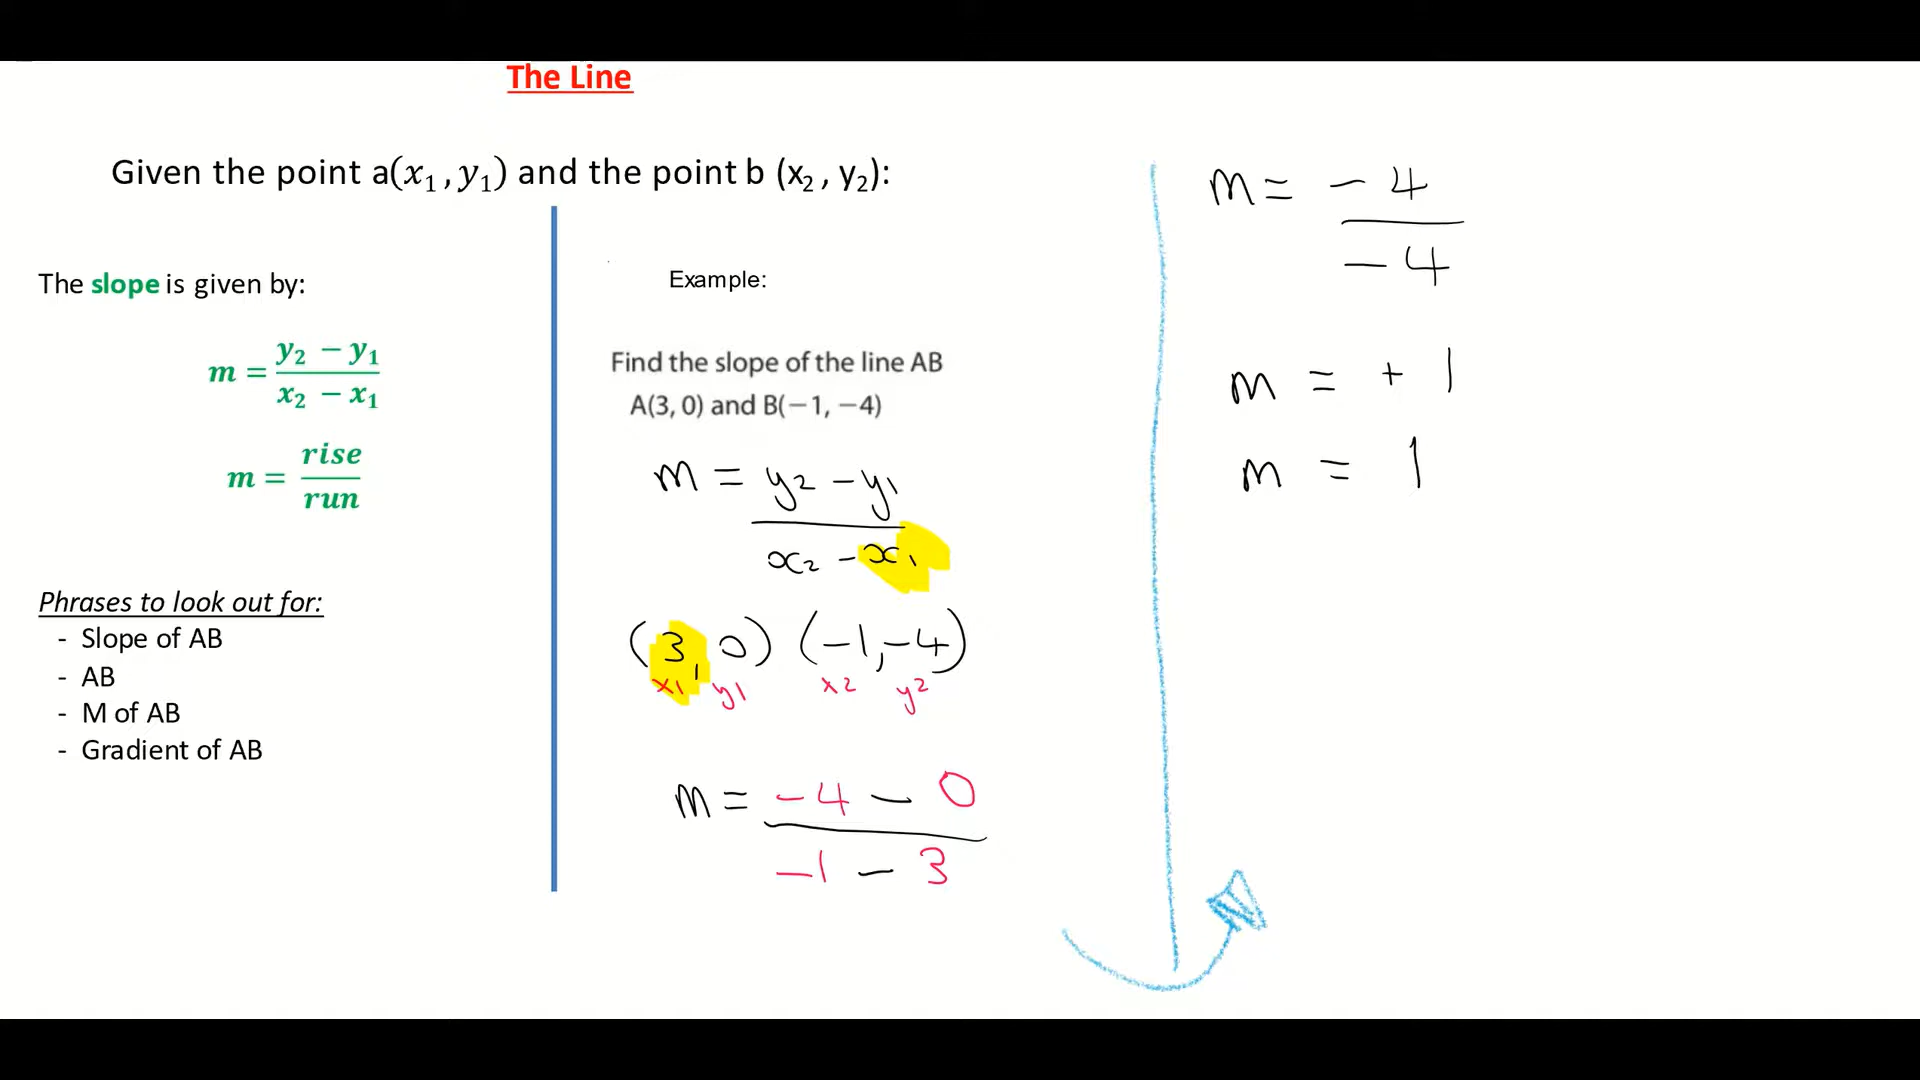 The Line
Given the point a(x₁, y₁) and the point b (x₂, y₂):
The slope is given by:
m = (y₂ − y₁)/(x₂ − x₁)
m = rise/run
Phrases to look out for:
- Slope of AB
- AB
- M of AB
- Gradient of AB
Example:
Find the slope of the line AB
A(3, 0) and B(−1, −4)
m = y₂ − y₁
x₂ − x₁
(3, 0) (−1, −4)
x1 y1 x2 y2
m = −4 − 0
−1 − 3
m = −4
−4
m = + 1
m = 1